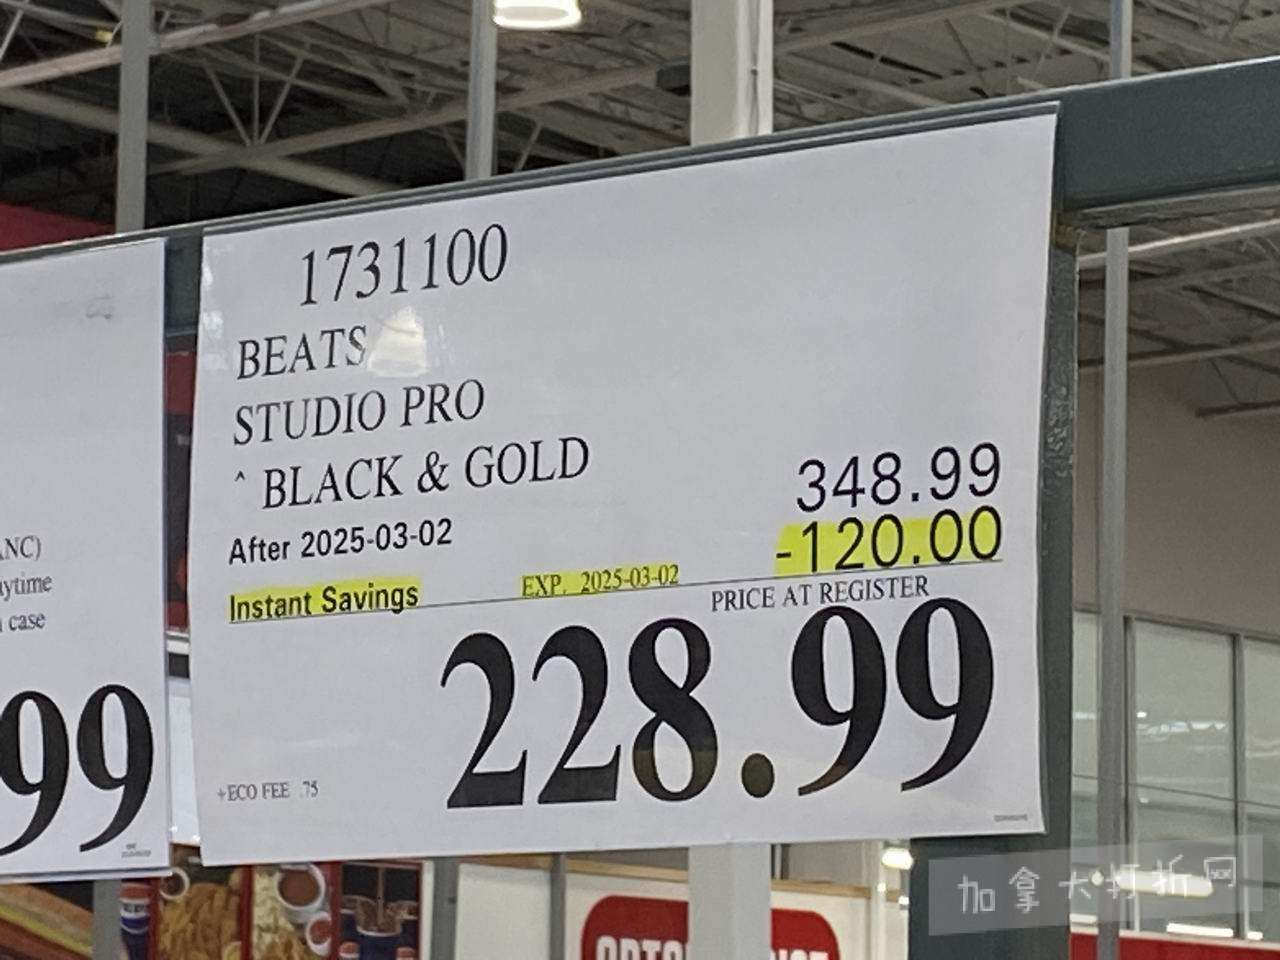 1731100
BEATS
STUDIO PRO
^ BLACK & GOLD
348.99
After 2025-03-02
-120.00
Instant Savings
EXP. 2025-03-02
PRICE AT REGISTER
228.99
+ECO FEE .75
NC)
ytime
case
99
加拿大打折网